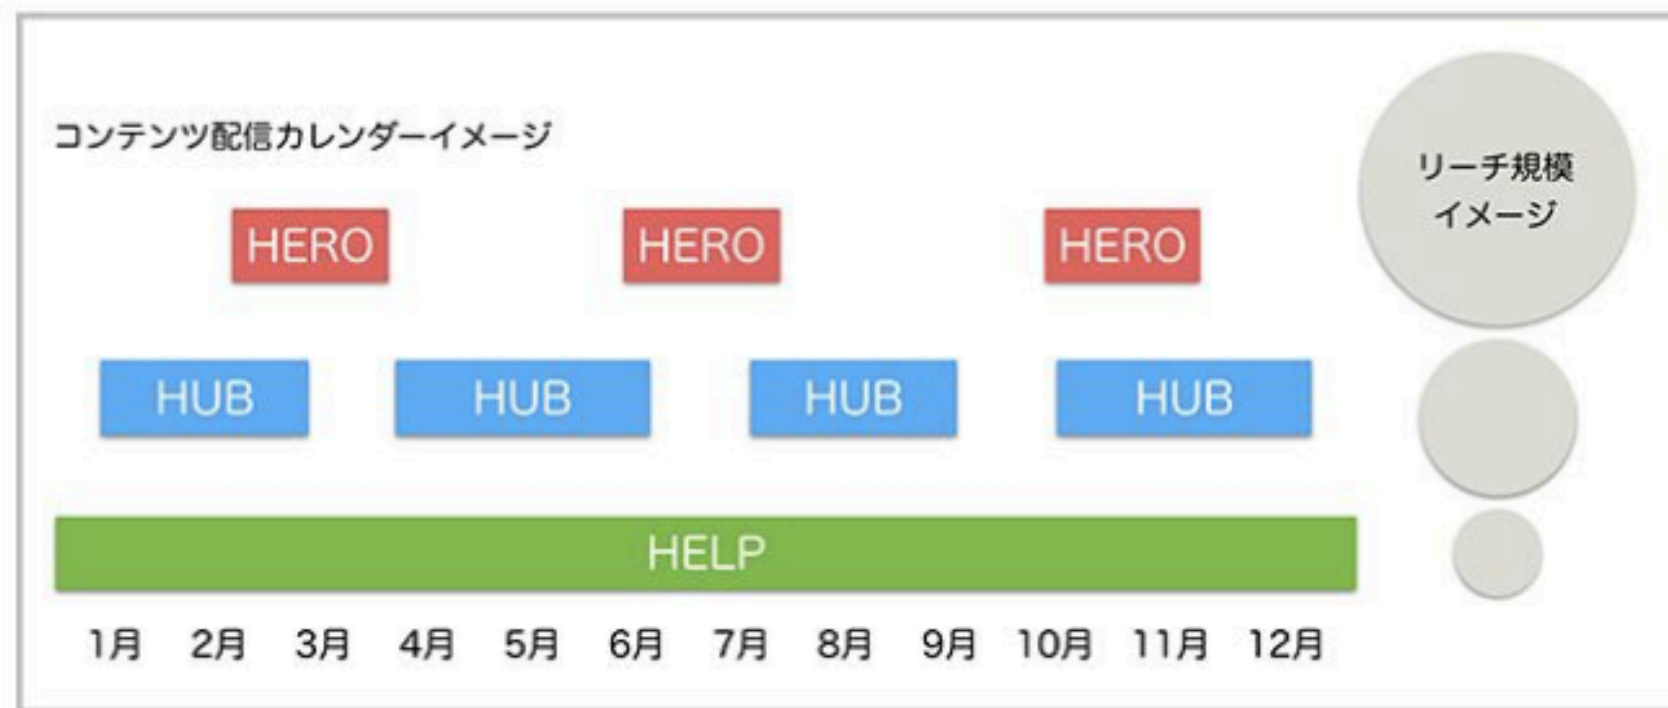 コンテンツ配信カレンダーイメージ
リーチ規模
イメージ
HERO HERO HERO
HUB HUB HUB HUB
HELP
1月 2月 3月 4月 5月 6月 7月 8月 9月 10月 11月 12月